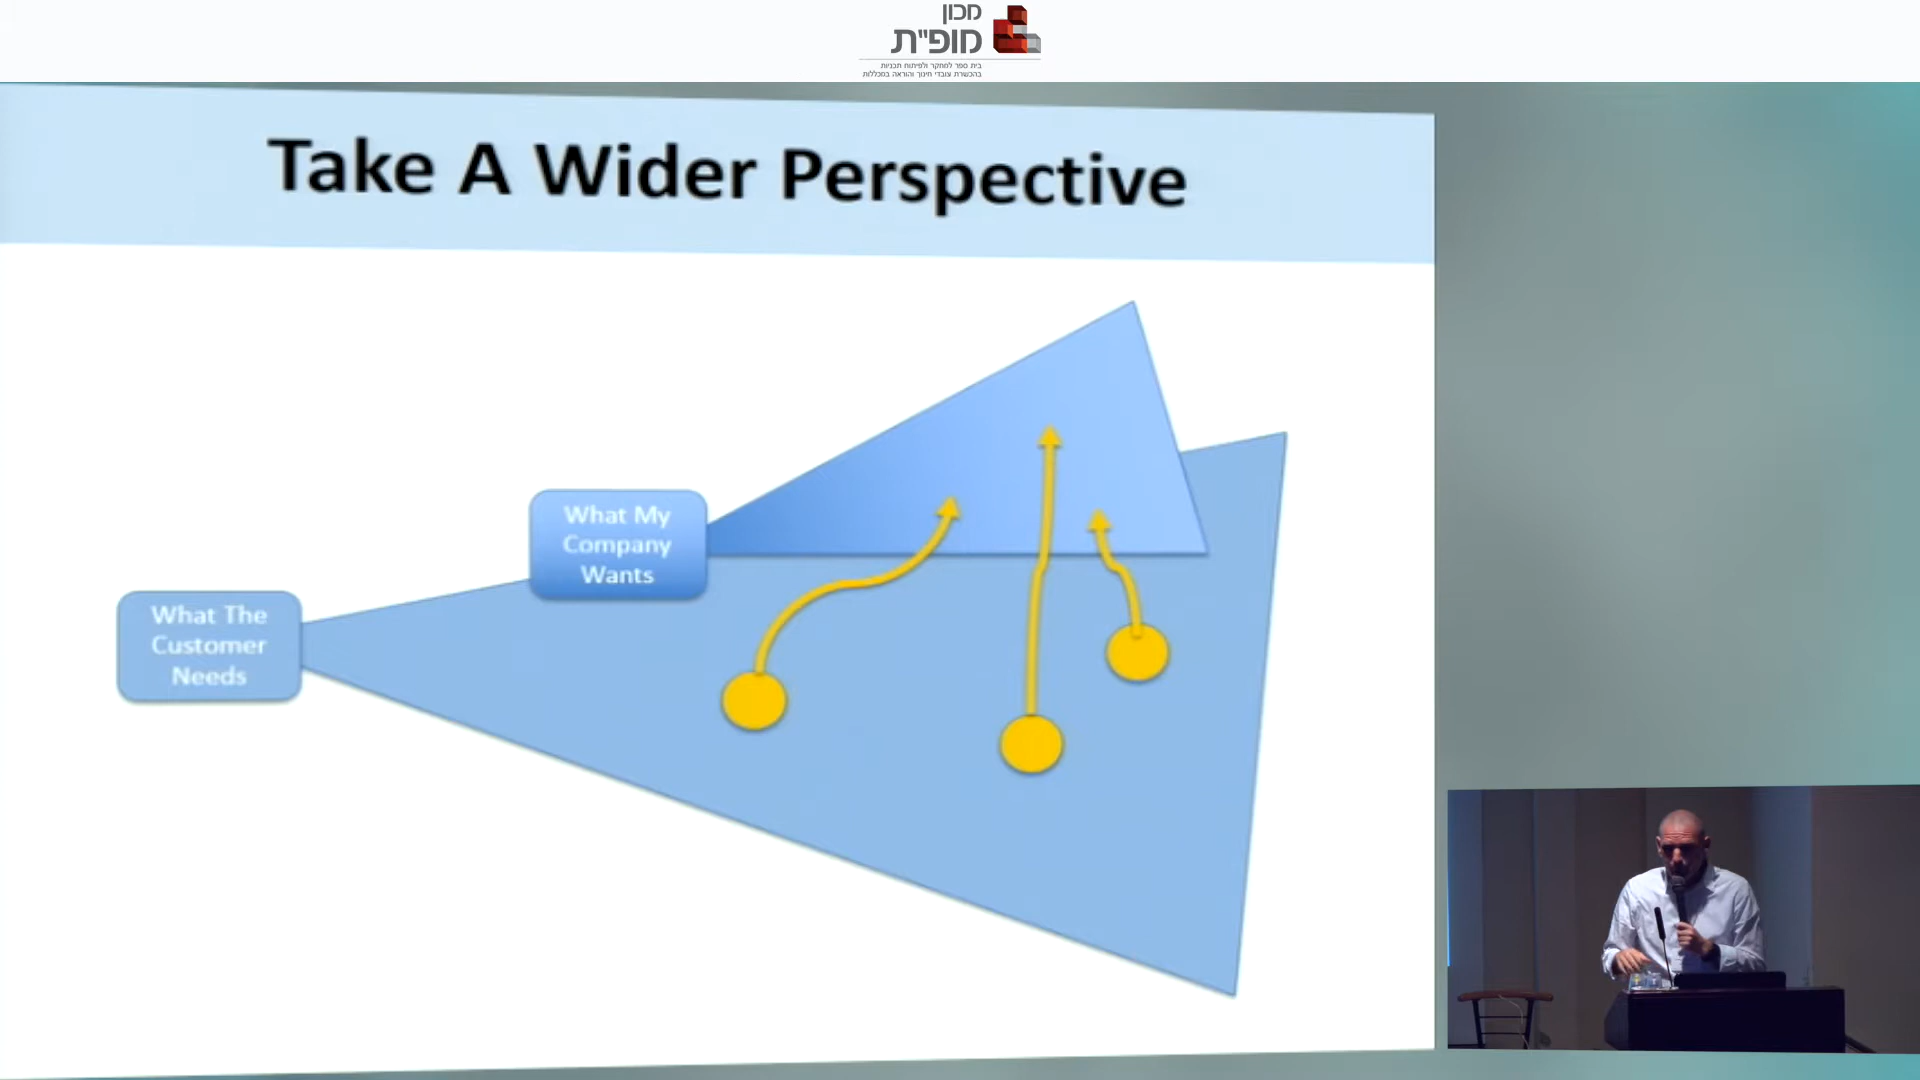 מכון
מופ"ת
בית ספר למחקר ולפיתוח תכניות
בהכשרת עובדי חינוך והוראה במכללות
Take A Wider Perspective
What My
Company
Wants
What The
Customer
Needs